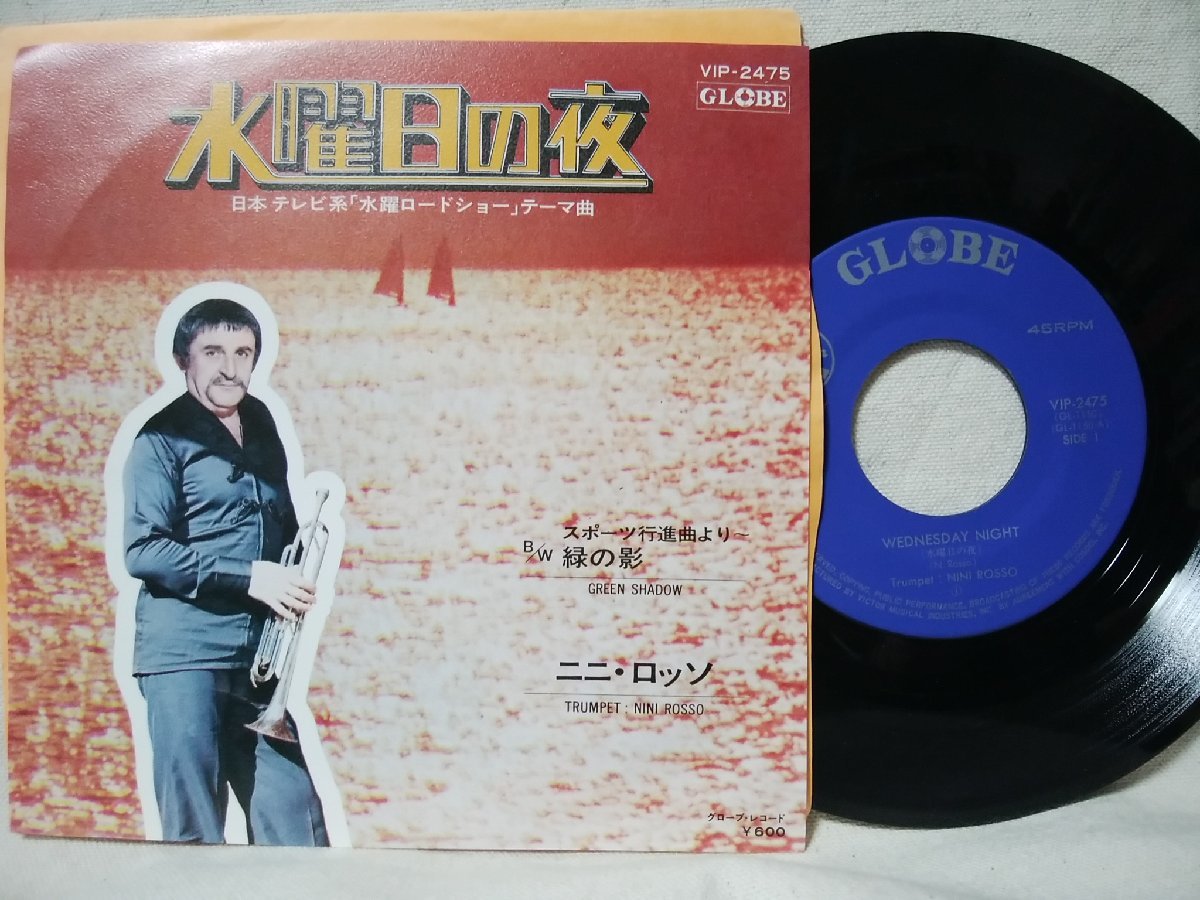 VIP-2475
GLOBE
水曜日の夜
日本テレビ系「水曜ロードショー」テーマ曲
スポーツ行進曲より~
B/W 緑の影
GREEN SHADOW
ニニ・ロッソ
TRUMPET : NINI ROSSO
グローブ・レコード
¥600
GLOBE
45RPM
VIP-2475
SIDE 1
WEDNESDAY NIGHT
(水曜日の夜)
(N. Rosso)
Trumpet : NINI ROSSO